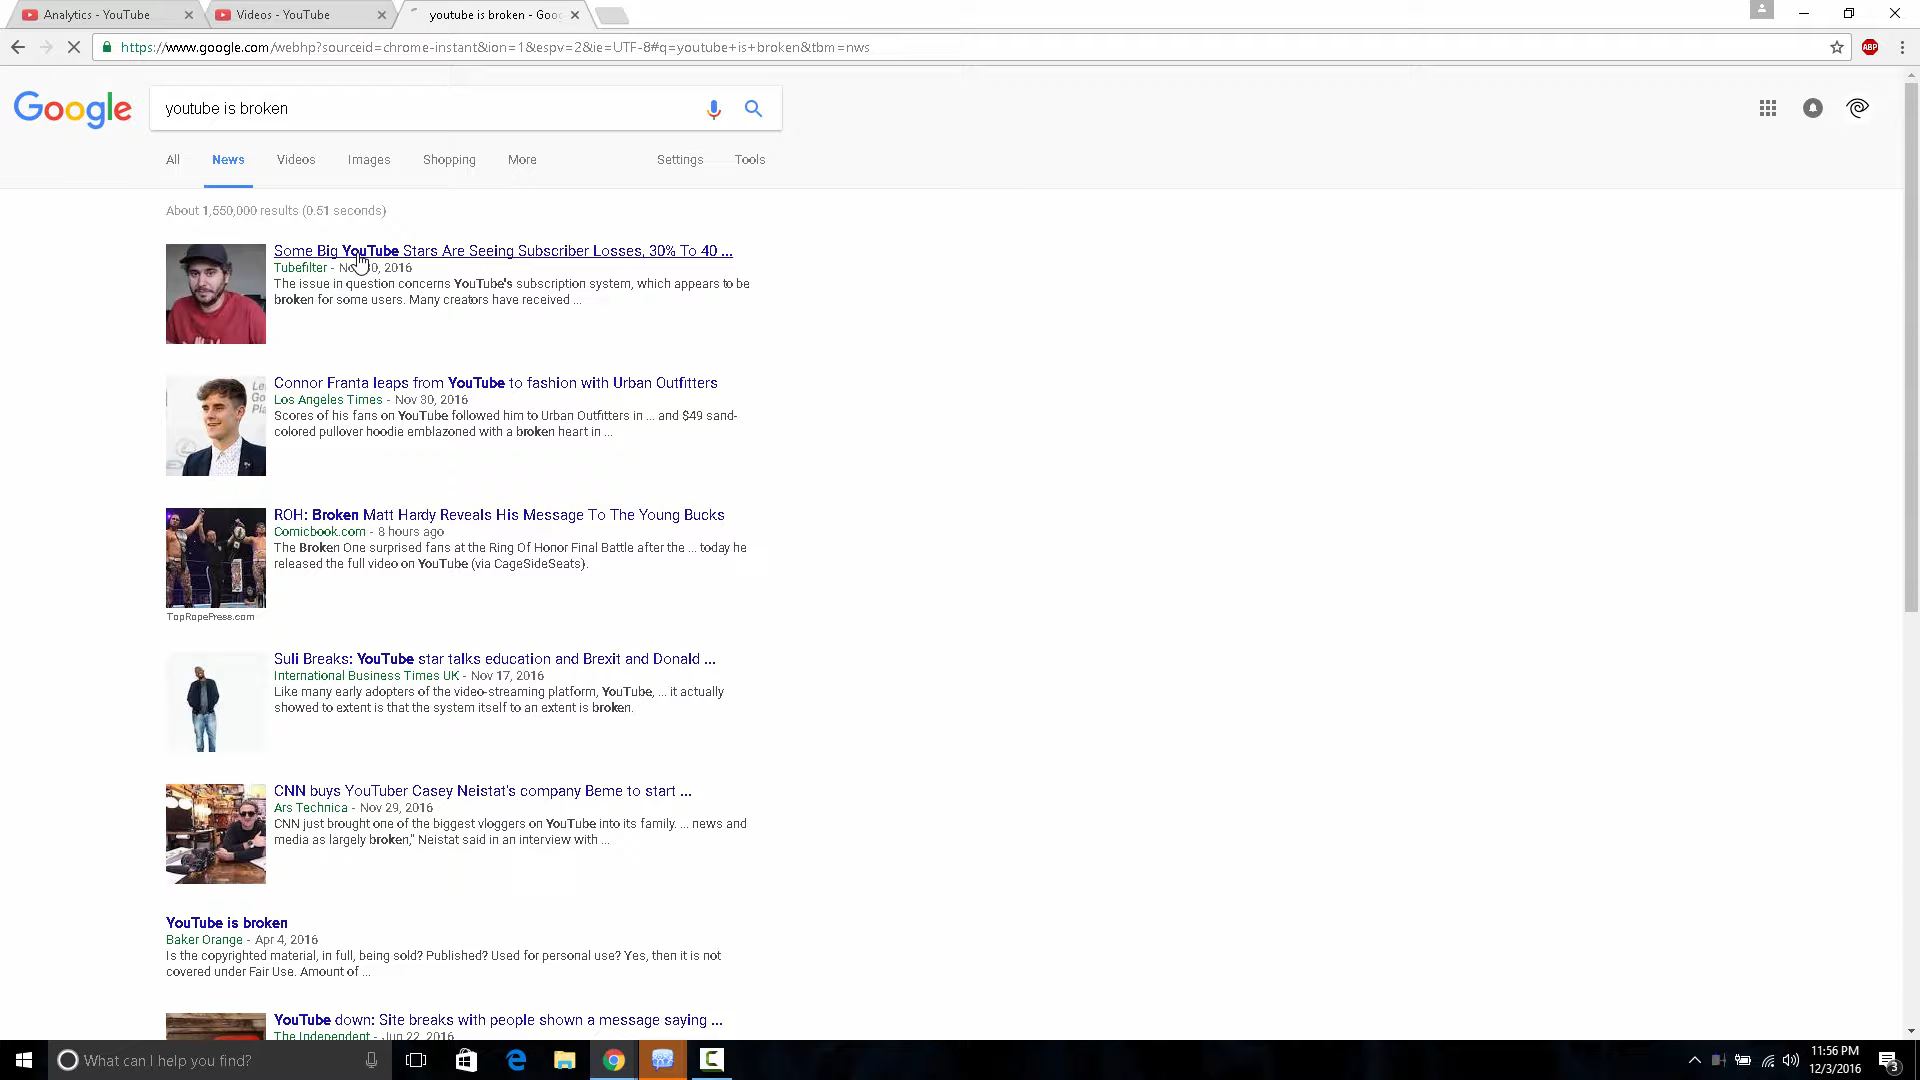 Analytics - YouTube
Videos - YouTube
youtube is broken - Goo
https://www.google.com/webhp?sourceid=chrome-instant&ion=1&espv=2&ie=UTF-8#q=youtube+is+broken&tbm=nws
ABP
Google
youtube is broken
All
News
Videos
Images
Shopping
More
Settings
Tools
About 1,550,000 results (0.51 seconds)
Some Big YouTube Stars Are Seeing Subscriber Losses, 30% To 40 ...
Tubefilter - 2016
The issue in question concerns YouTube's subscription system, which appears to be
broken for some users. Many creators have received ...
Connor Franta leaps from YouTube to fashion with Urban Outfitters
Los Angeles Times - Nov 30, 2016
Scores of his fans on YouTube followed him to Urban Outfitters in ... and $49 sand-
colored pullover hoodie emblazoned with a broken heart in ...
ROH: Broken Matt Hardy Reveals His Message To The Young Bucks
Comicbook.com - 8 hours ago
The Broken One surprised fans at the Ring Of Honor Final Battle after the ... today he
released the full video on YouTube (via CageSideSeats).
TopRopePress.com
Suli Breaks: YouTube star talks education and Brexit and Donald ...
International Business Times UK - Nov 17, 2016
Like many early adopters of the video-streaming platform, YouTube, ... it actually
showed to extent is that the system itself to an extent is broken.
CNN buys YouTuber Casey Neistat's company Beme to start ...
Ars Technica - Nov 29, 2016
CNN just brought one of the biggest vloggers on YouTube into its family. ... news and
media as largely broken," Neistat said in an interview with ...
YouTube is broken
Baker Orange - Apr 4, 2016
Is the copyrighted material, in full, being sold? Published? Used for personal use? Yes, then it is not
covered under Fair Use. Amount of ...
YouTube down: Site breaks with people shown a message saying ...
The Independent - Jun 22, 2016
What can I help you find?
11:56 PM
12/3/2016
3